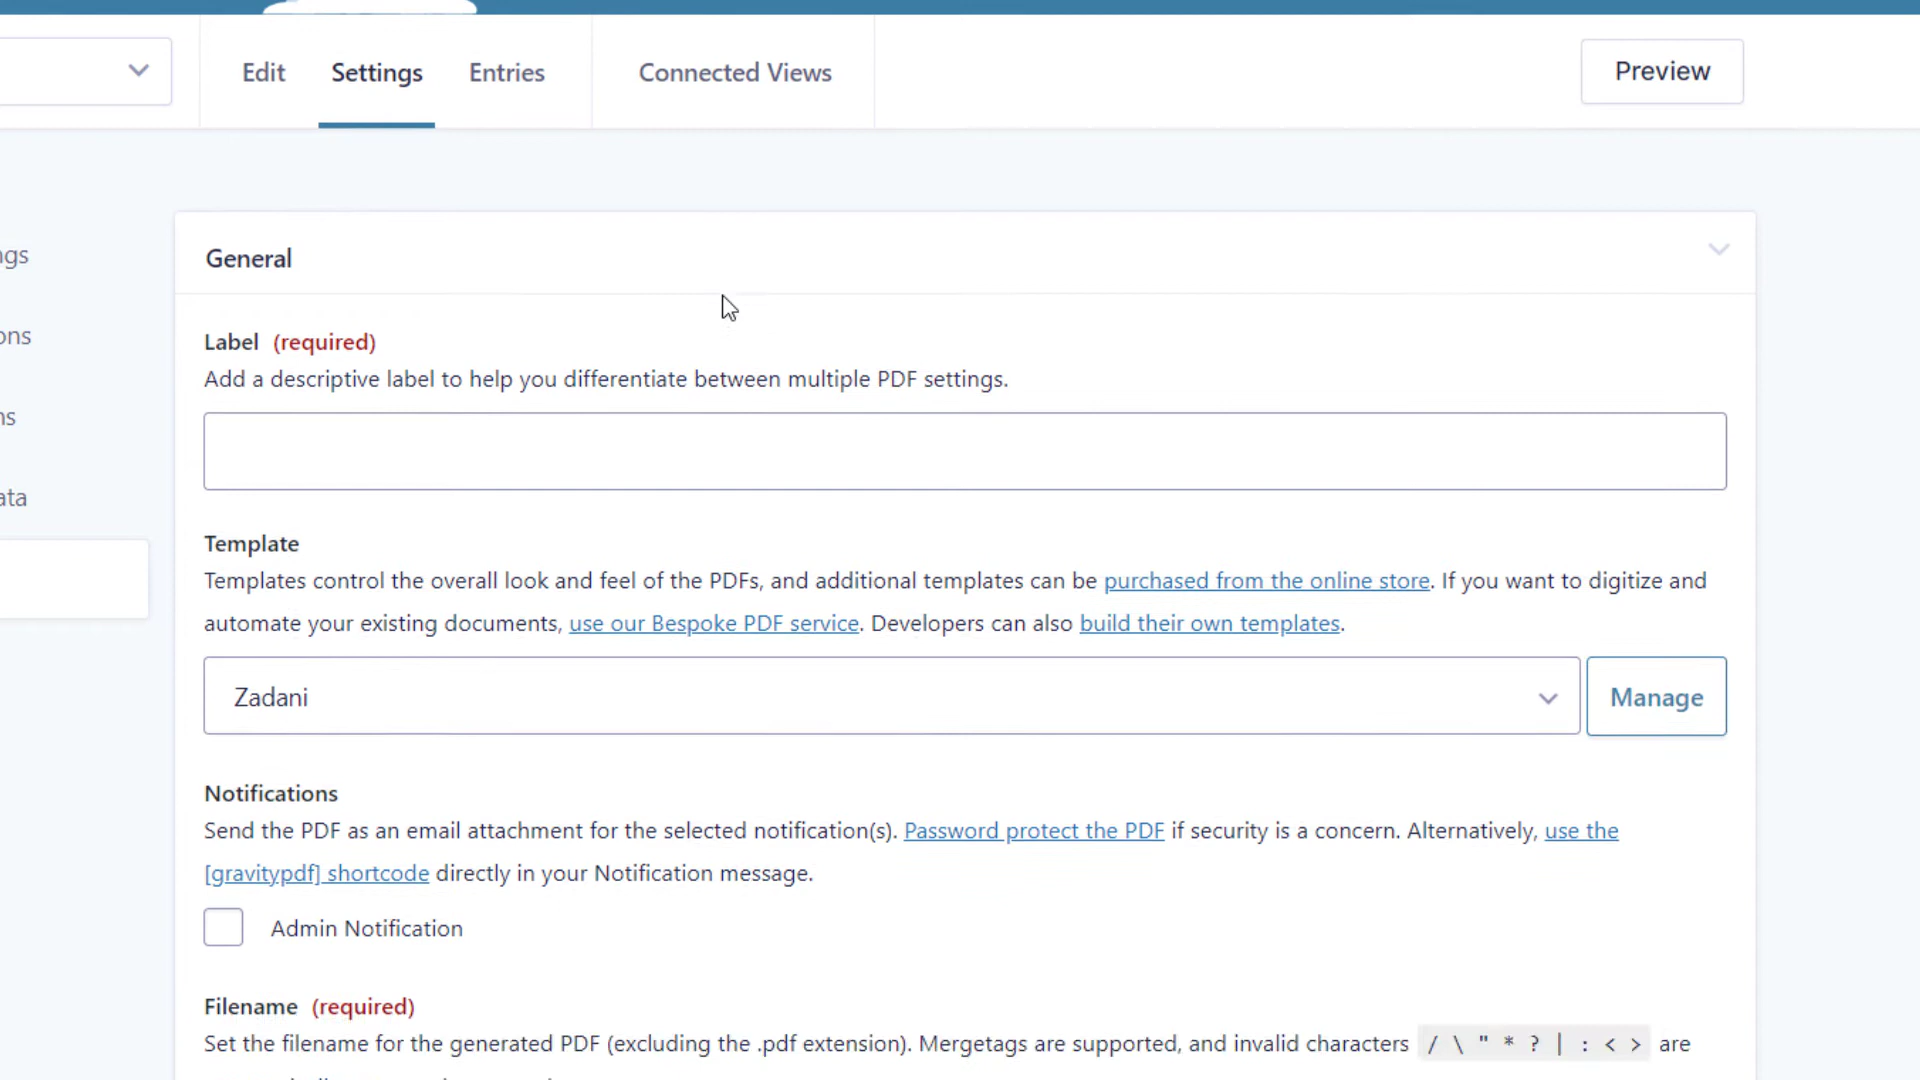 Edit Settings Entries Connected Views Preview
ngs
ons
ns
ata
General
Label (required)
Add a descriptive label to help you differentiate between multiple PDF settings.
Template
Templates control the overall look and feel of the PDFs, and additional templates can be purchased from the online store. If you want to digitize and
automate your existing documents, use our Bespoke PDF service. Developers can also build their own templates.
Zadani Manage
Notifications
Send the PDF as an email attachment for the selected notification(s). Password protect the PDF if security is a concern. Alternatively, use the
[gravitypdf] shortcode directly in your Notification message.
Admin Notification
Filename (required)
Set the filename for the generated PDF (excluding the .pdf extension). Mergetags are supported, and invalid characters / \ " * ? | : < > are